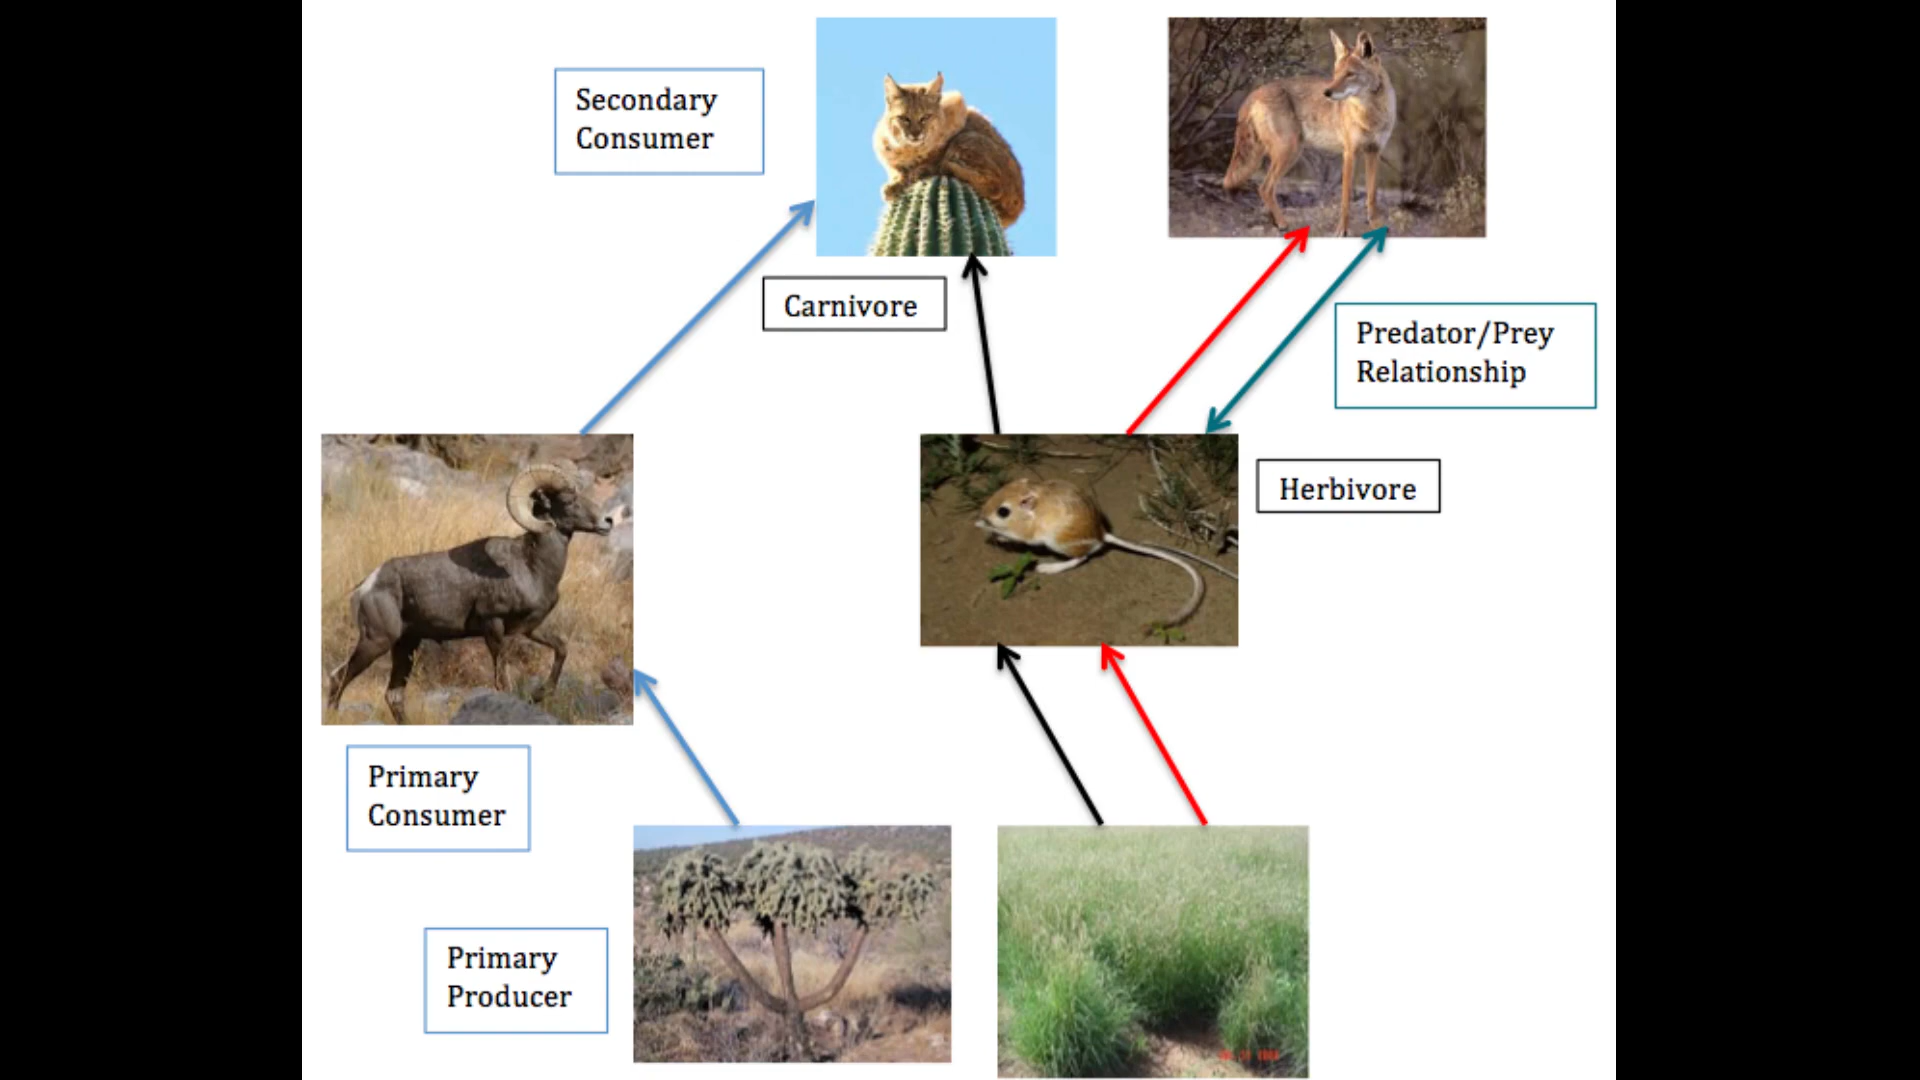 Secondary
Consumer
Carnivore
Predator/Prey
Relationship
Herbivore
Primary
Consumer
Primary
Producer